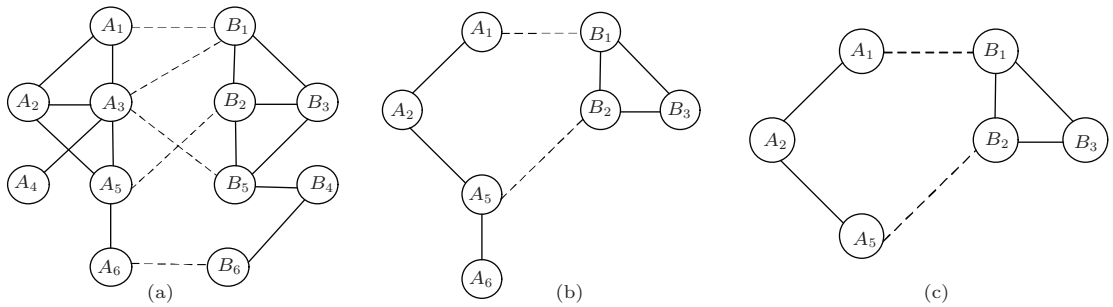 A₁ B₁
A₂ A₃ B₂ B₃
A₄ A₅ B₅ B₄
A₆ B₆
(a)
A₁ B₁
A₂ B₂ B₃
A₅
A₆
(b)
A₁ B₁
A₂ B₂ B₃
A₅
(c)